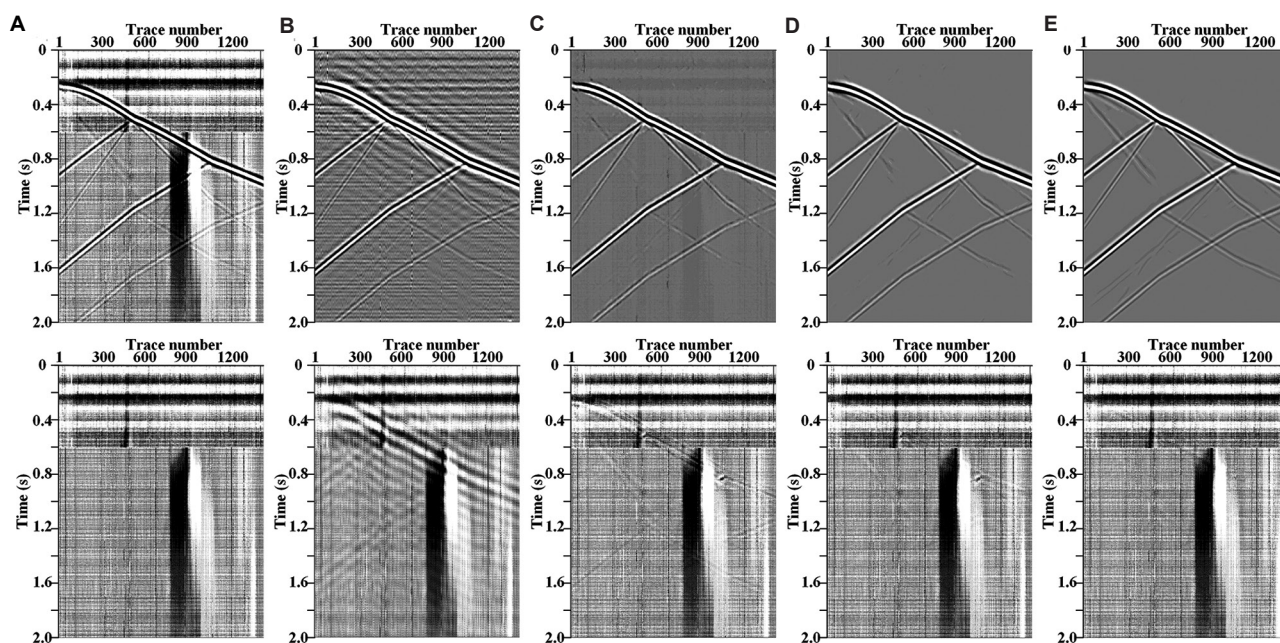 A B C D E
Trace number Trace number Trace number Trace number Trace number
1 300 600 900 1200 1 300 600 900 1200 1 300 600 900 1200 1 300 600 900 1200 1 300 600 900 1200
0 0 0 0 0
0.4 0.4 0.4 0.4 0.4
0.8 0.8 0.8 0.8 0.8
Time (s) Time (s) Time (s) Time(s) Time (s)
1.2 1.2 1.2 1.2 1.2
1.6 1.6 1.6 1.6 1.6
2.0 2.0 2.0 2.0 2.0
Trace number Trace number Trace number Trace number Trace number
1 300 600 900 1200 1 300 600 900 1200 1 300 600 900 1200 1 300 600 900 1200 1 300 600 900 1200
0 0 0 0 0
0.4 0.4 0.4 0.4 0.4
0.8 0.8 0.8 0.8 0.8
Time (s) Time (s) Time (s) Time (s) Time (s)
1.2 1.2 1.2 1.2 1.2
1.6 1.6 1.6 1.6 1.6
2.0 2.0 2.0 2.0 2.0